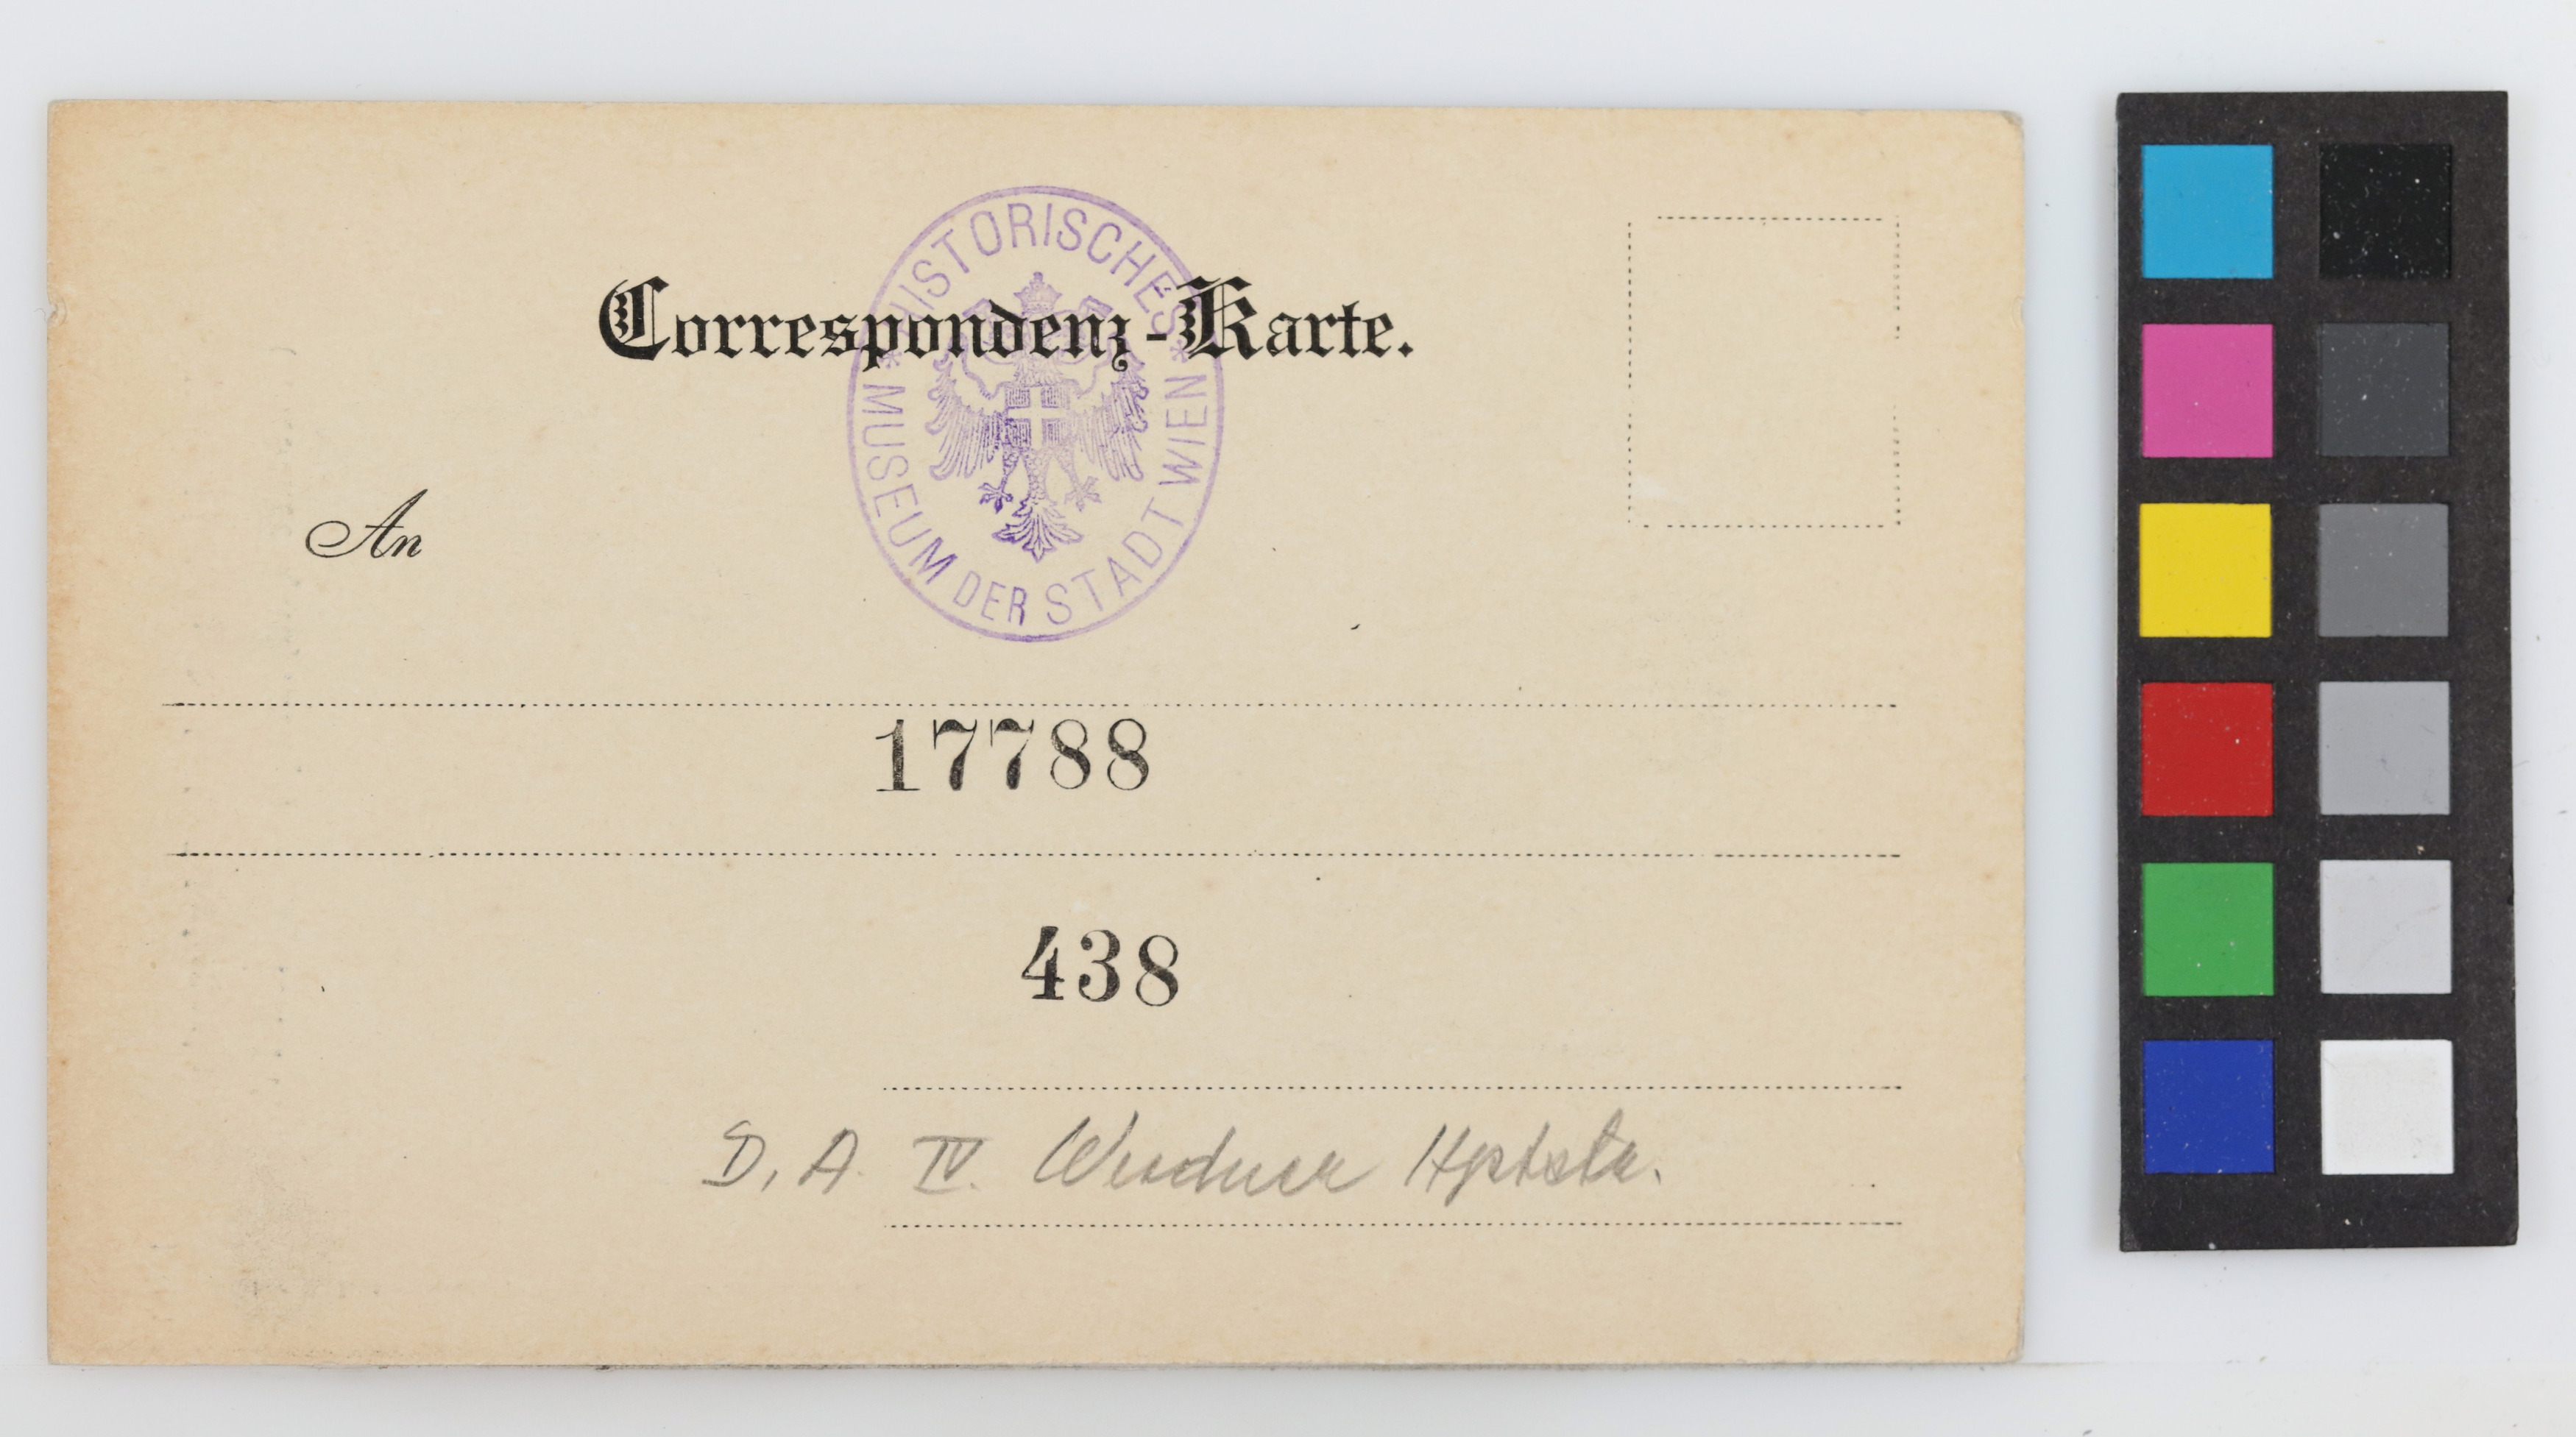 Correspondenz-Karte.
* HISTORISCHES *
MUSEUM DER STADT WIEN
An
17788
438
D. A. IV. Wiedner Hptstr.